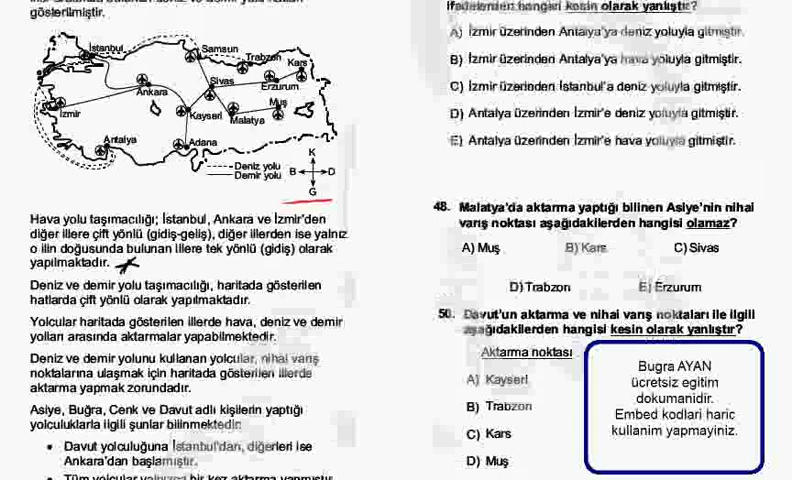 gösterilmiştir.
İstanbul
Samsun
Trabzon
Kars
Sivas
Erzurum
Ankara
Muş
İzmir
Kayseri
Malatya
Antalya
Adana
K
Deniz yolu
Demir yolu
B
D
G
Hava yolu taşımacılığı; İstanbul, Ankara ve İzmir'den
diğer illere çift yönlü (gidiş-geliş), diğer illerden ise yalnız
o ilin doğusunda bulunan illere tek yönlü (gidiş) olarak
yapılmaktadır.
Deniz ve demir yolu taşımacılığı, haritada gösterilen
hatlarda çift yönlü olarak yapılmaktadır.
Yolcular haritada gösterilen illerde hava, deniz ve demir
yolları arasında aktarmalar yapabilmektedir.
Deniz ve demir yolunu kullanan yolcular, nihai varış
noktalarına ulaşmak için haritada gösterilen illerde
aktarma yapmak zorundadır.
Asiye, Buğra, Cenk ve Davut adlı kişilerin yaptığı
yolculuklarla ilgili şunlar bilinmektedir:
• Davut yolculuğuna İstanbul'dan, diğerleri ise
Ankara'dan başlamıştır.
• Tüm yolcular yalnızca bir kez aktarma yapmıştır
ifadelerden hangisi kesin olarak yanlıştır?
A) İzmir üzerinden Antalya'ya deniz yoluyla gitmiştir.
B) İzmir üzerinden Antalya'ya hava yoluyla gitmiştir.
C) İzmir üzerinden İstanbul'a deniz yoluyla gitmiştir.
D) Antalya üzerinden İzmir'e deniz yoluyla gitmiştir.
E) Antalya üzerinden İzmir'e hava yoluyla gitmiştir.
48. Malatya'da aktarma yaptığı bilinen Asiye'nin nihai
varış noktası aşağıdakilerden hangisi olamaz?
A) Muş B) Kars C) Sivas
D) Trabzon E) Erzurum
50. Davut'un aktarma ve nihai varış noktaları ile ilgili
aşağıdakilerden hangisi kesin olarak yanlıştır?
Aktarma noktası
A) Kayseri
B) Trabzon
C) Kars
D) Muş
Bugra AYAN
ücretsiz egitim
dokumanidir.
Embed kodlari haric
kullanim yapmayiniz.